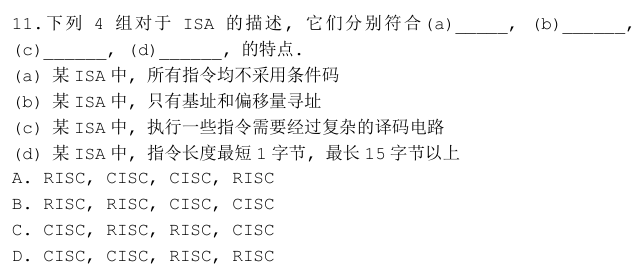 11.下列 4 组对于 ISA 的描述, 它们分别符合(a)_____, (b)______,
(c)______, (d)______, 的特点.
(a) 某 ISA 中, 所有指令均不采用条件码
(b) 某 ISA 中, 只有基址和偏移量寻址
(c) 某 ISA 中, 执行一些指令需要经过复杂的译码电路
(d) 某 ISA 中, 指令长度最短 1 字节, 最长 15 字节以上
A. RISC, CISC, CISC, RISC
B. RISC, RISC, CISC, CISC
C. CISC, RISC, RISC, CISC
D. CISC, CISC, RISC, RISC